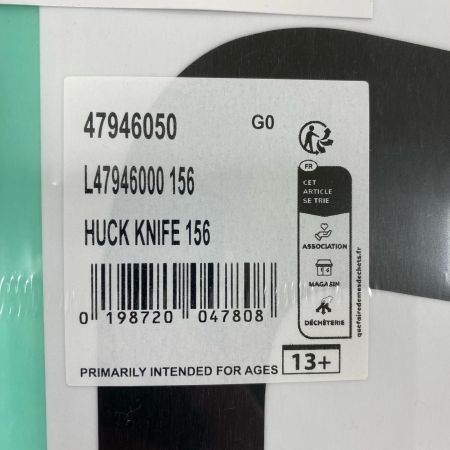 47946050 G0
L47946000 156
HUCK KNIFE 156
0 198720 047808
PRIMARILY INTENDED FOR AGES 13+
FR
CET
ARTICLE
SE TRIE
ASSOCIATION
MAGASIN
DÉCHÈTERIE
quefairedemesdechets.fr